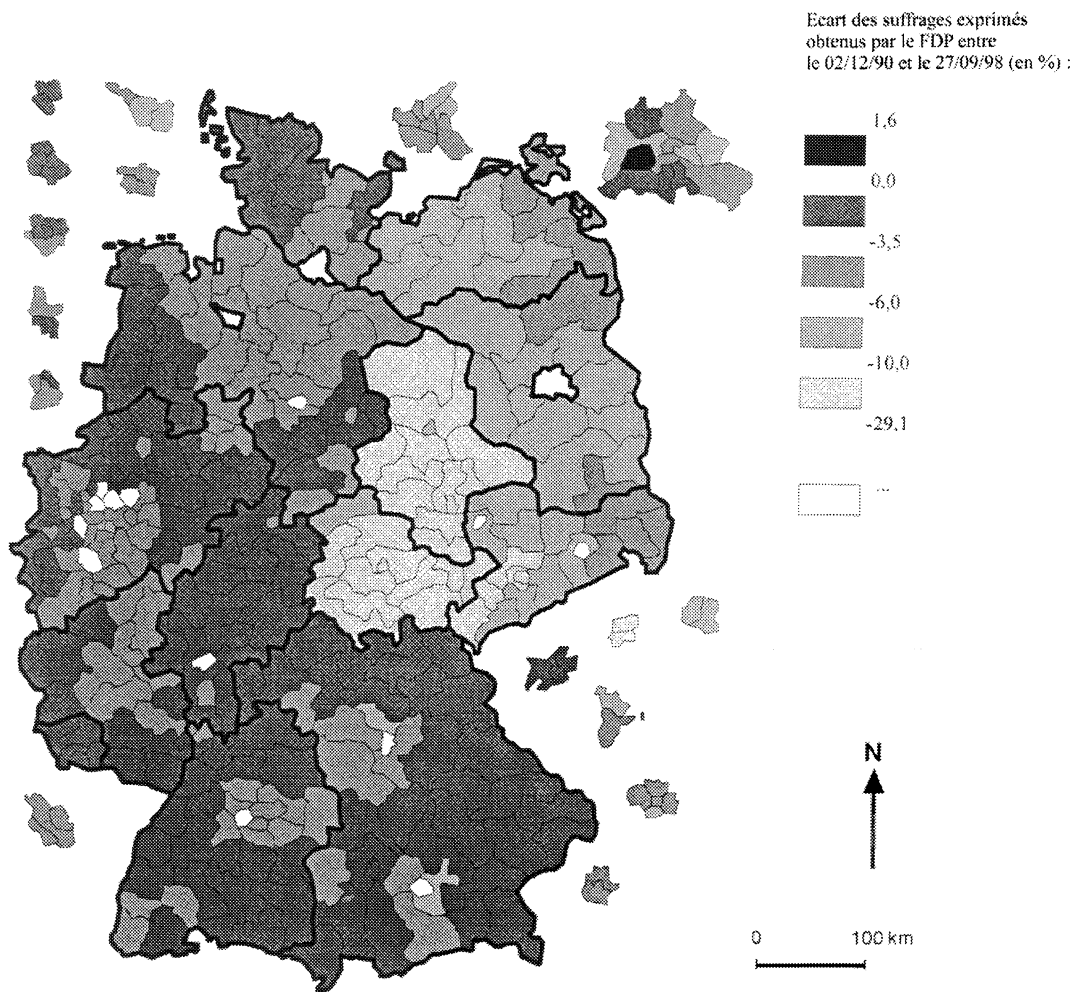 Ecart des suffrages exprimés
obtenus par le FDP entre
le 02/12/90 et le 27/09/98 (en %) :
1,6
0,0
-3,5
-6,0
-10,0
-29,1
N
0 100 km